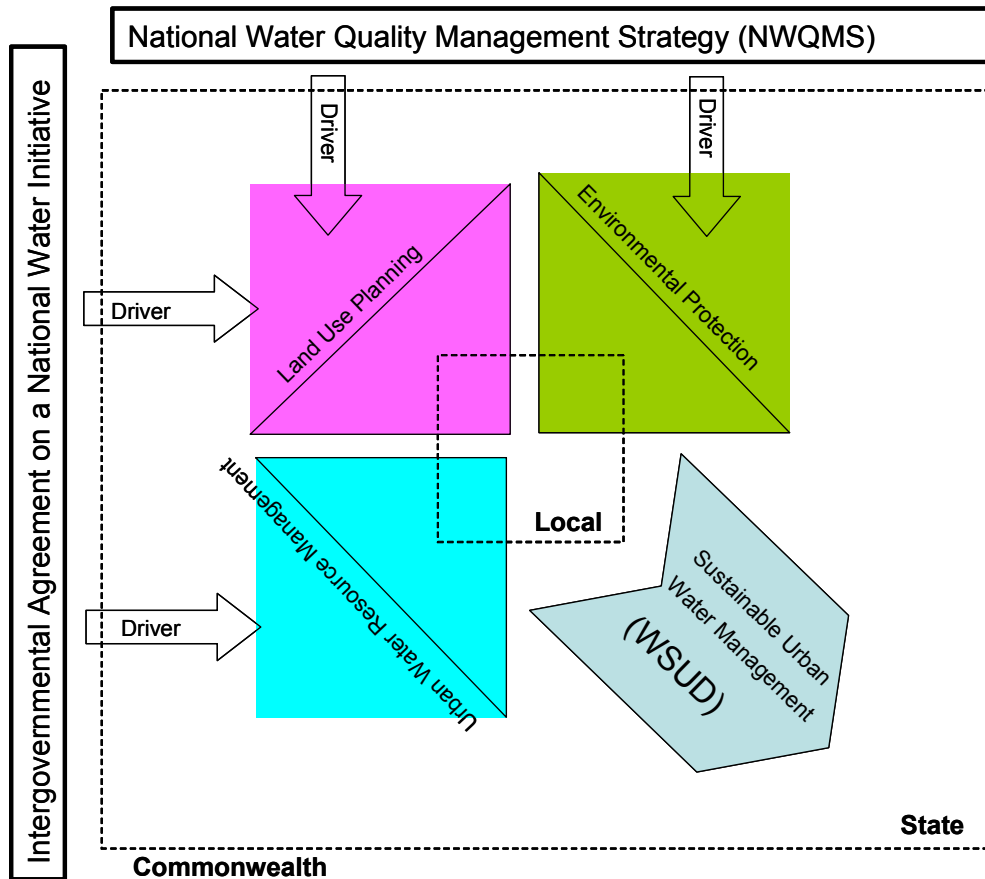 National Water Quality Management Strategy (NWQMS)
Intergovernmental Agreement on a National Water Initiative
Driver
Driver
Driver
Land Use Planning
Environmental Protection
Driver
Urban Water Resource Management
Local
Sustainable Urban
Water Management
(WSUD)
State
Commonwealth